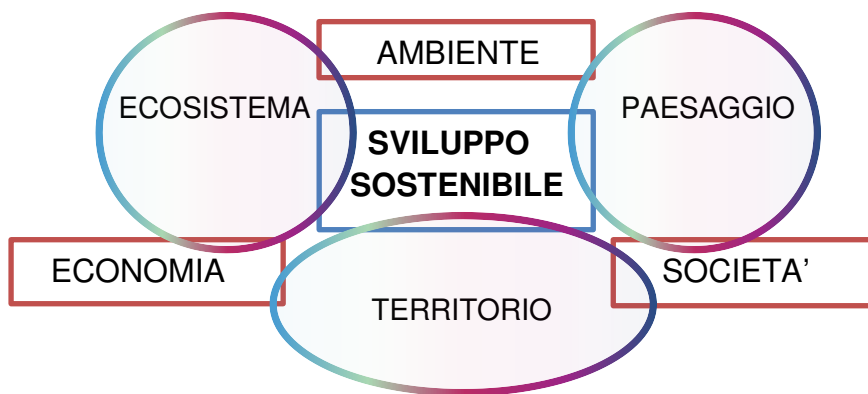 AMBIENTE
ECOSISTEMA
PAESAGGIO
SVILUPPO
SOSTENIBILE
ECONOMIA
SOCIETA’
TERRITORIO